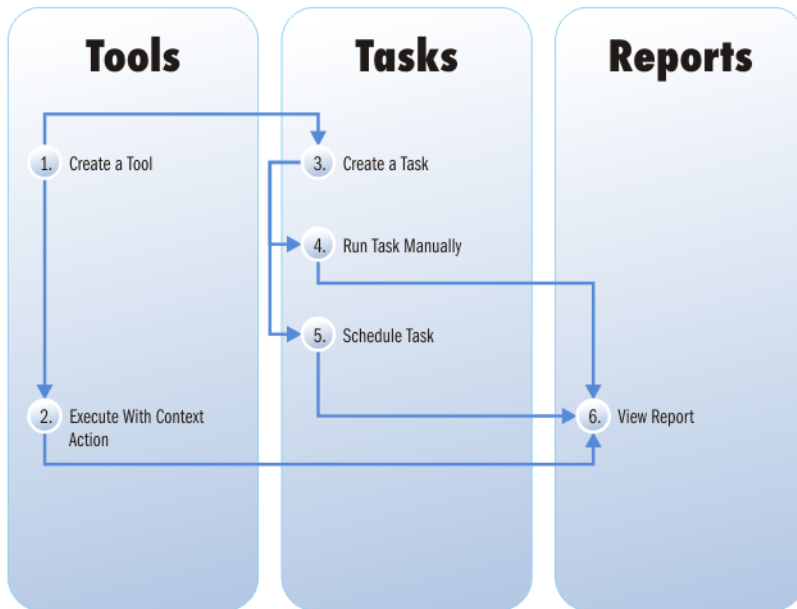 Tools
Tasks
Reports
1. Create a Tool
3. Create a Task
4. Run Task Manually
5. Schedule Task
2. Execute With Context
Action
6. View Report